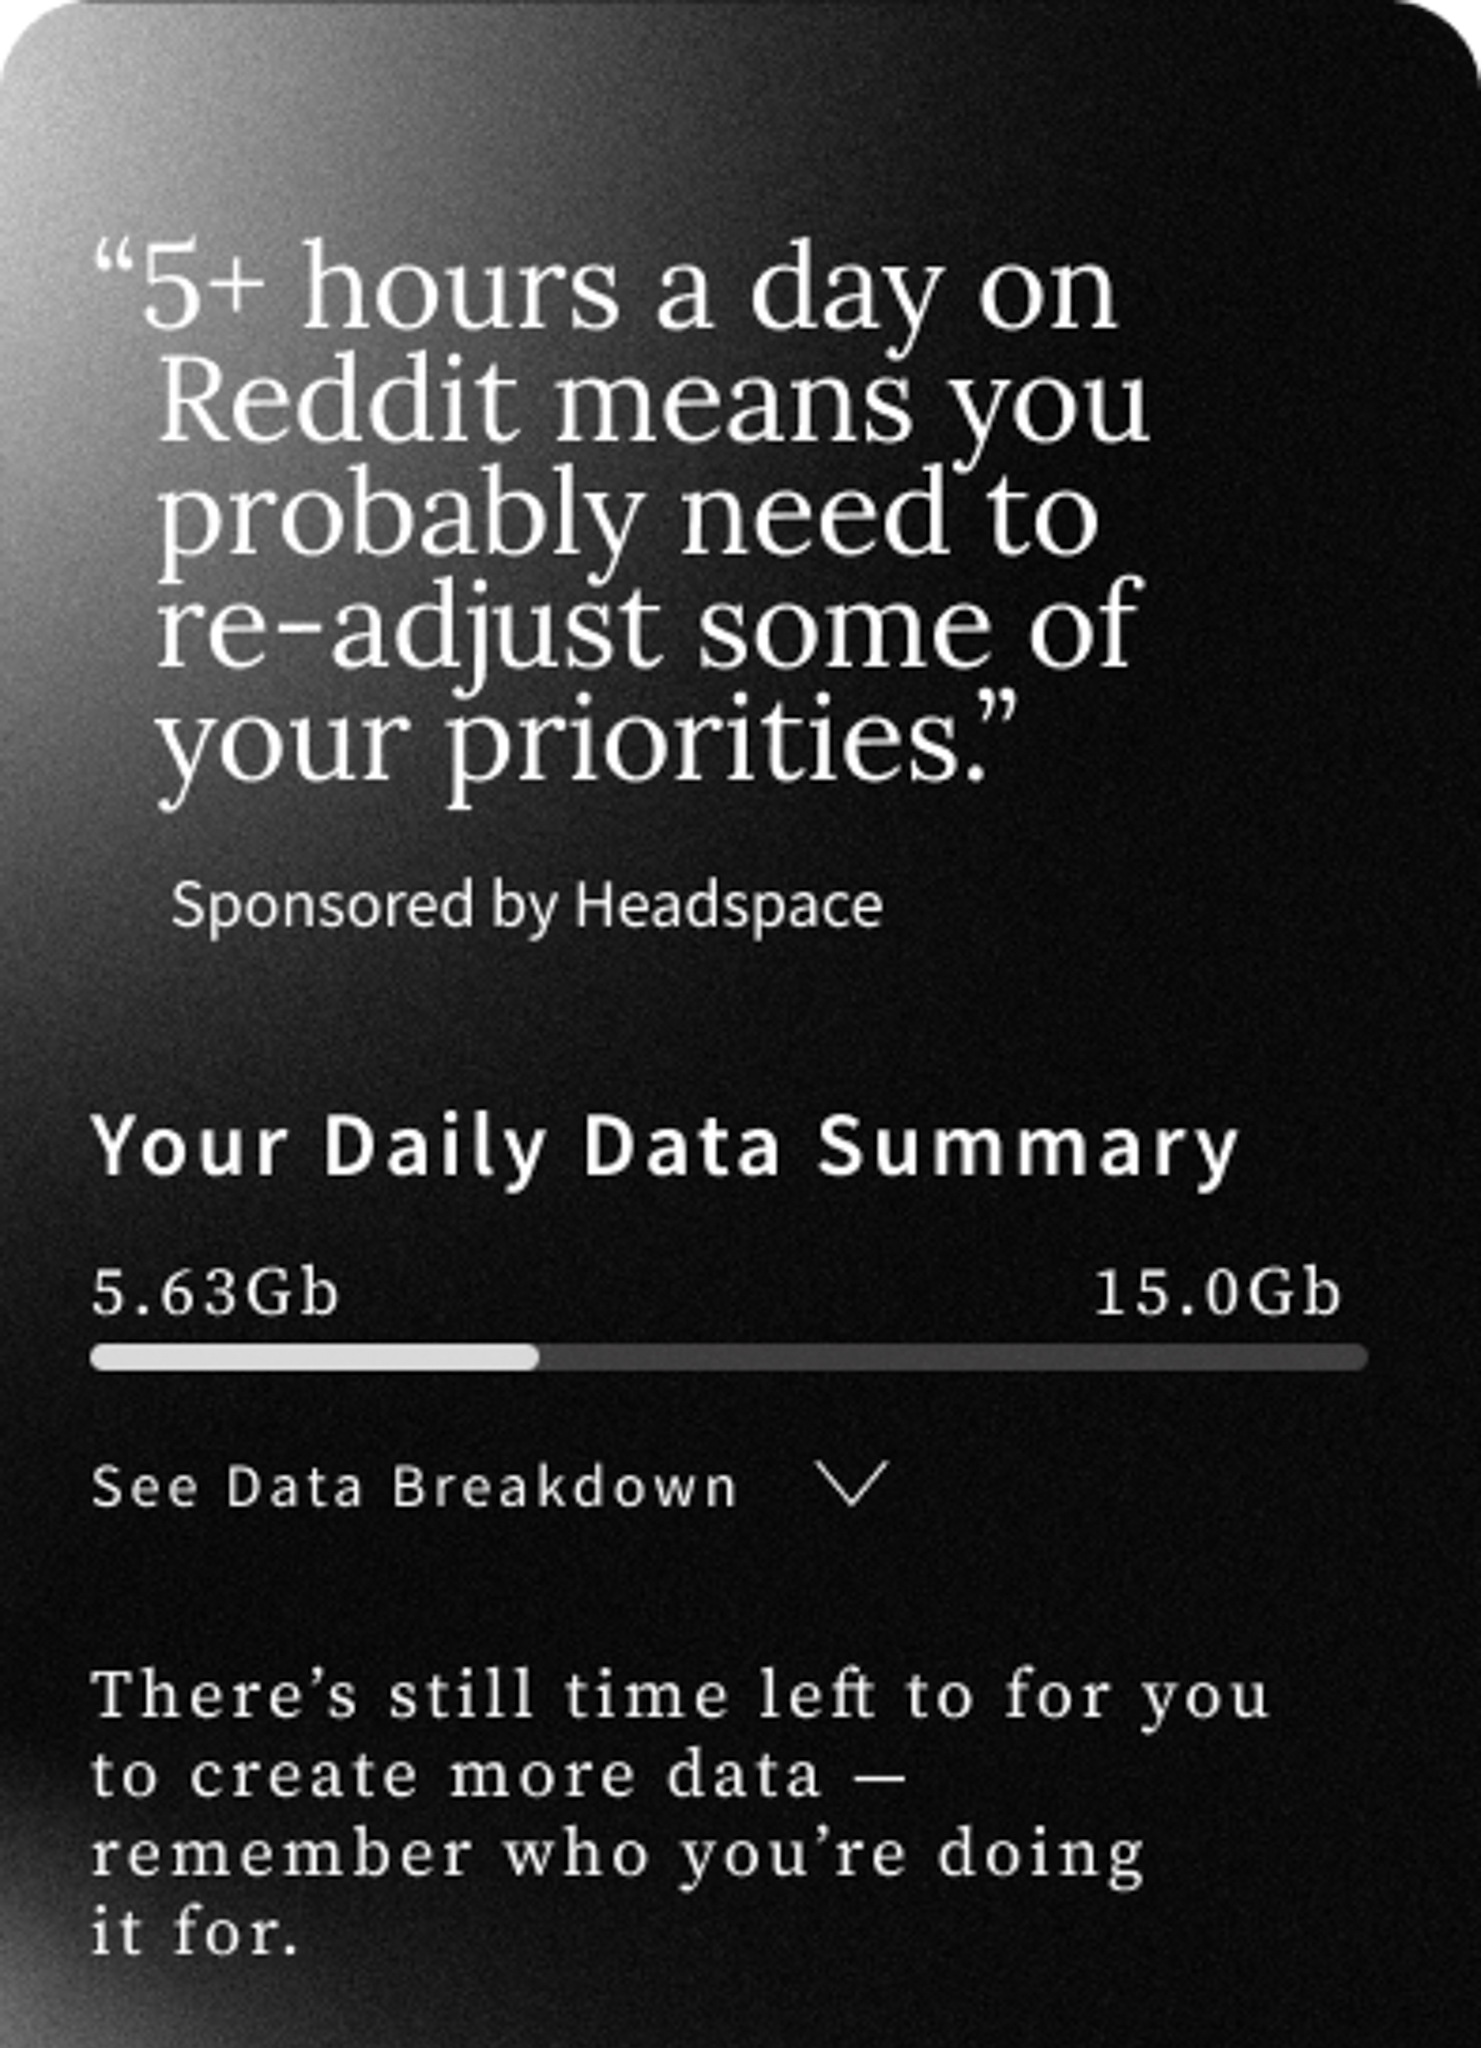 “5+ hours a day on
Reddit means you
probably need to
re-adjust some of
your priorities.”
Sponsored by Headspace
Your Daily Data Summary
5.63Gb 15.0Gb
See Data Breakdown
There’s still time left to for you
to create more data —
remember who you’re doing
it for.